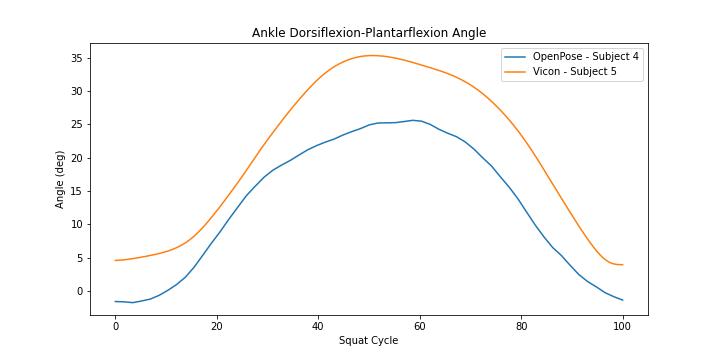 Ankle Dorsiflexion-Plantarflexion Angle
OpenPose - Subject 4
Vicon - Subject 5
Angle (deg)
35
30
25
20
15
10
5
0
0
20
40
60
80
100
Squat Cycle